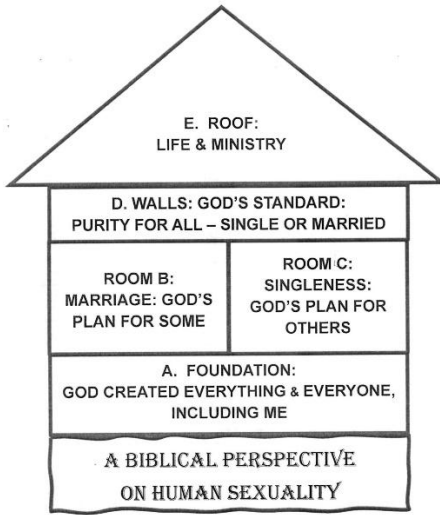 E. ROOF:
LIFE & MINISTRY
D. WALLS: GOD'S STANDARD:
PURITY FOR ALL – SINGLE OR MARRIED
ROOM B:
MARRIAGE: GOD'S
PLAN FOR SOME
ROOM C:
SINGLENESS:
GOD'S PLAN FOR
OTHERS
A. FOUNDATION:
GOD CREATED EVERYTHING & EVERYONE,
INCLUDING ME
A BIBLICAL PERSPECTIVE
ON HUMAN SEXUALITY